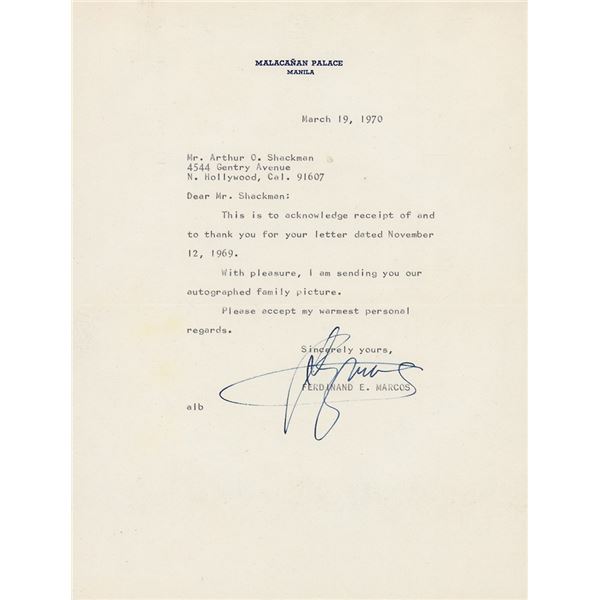 MALACAÑAN PALACE
MANILA
March 19, 1970
Mr. Arthur O. Shackman
4544 Gentry Avenue
N. Hollywood, Cal. 91607
Dear Mr. Shackman:
This is to acknowledge receipt of and
to thank you for your letter dated November
12, 1969.
With pleasure, I am sending you our
autographed family picture.
Please accept my warmest personal
regards.
Sincerely yours,
FERDINAND E. MARCOS
alb